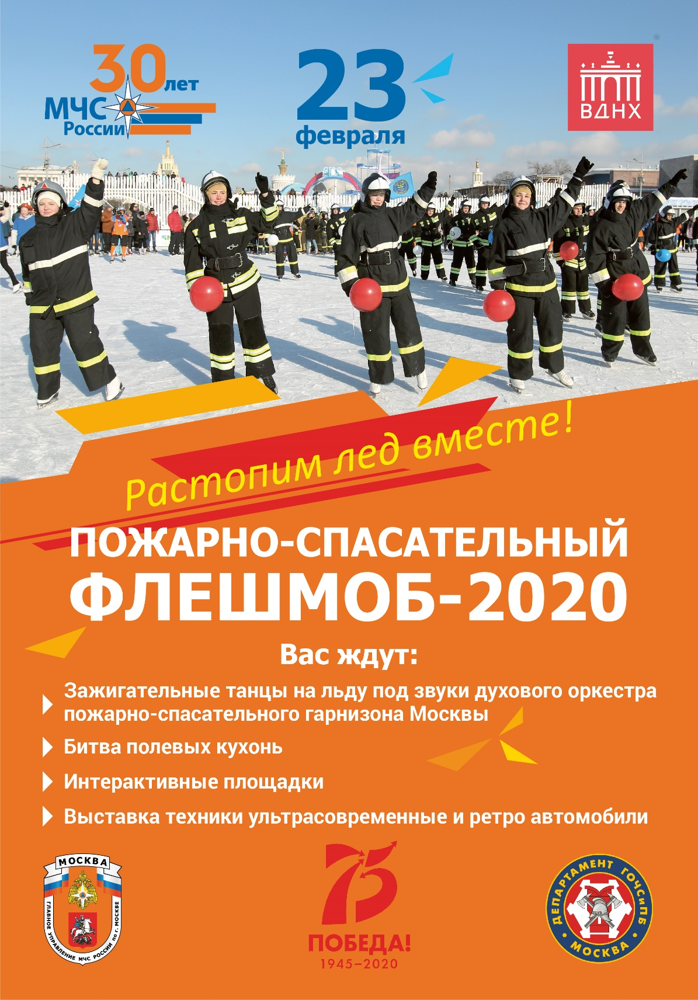 30 лет
МЧС
России
23
февраля
ВДНХ
Растопим лед вместе!
ПОЖАРНО-СПАСАТЕЛЬНЫЙ
ФЛЕШМОБ-2020
Вас ждут:
Зажигательные танцы на льду под звуки духового оркестра
пожарно-спасательного гарнизона Москвы
Битва полевых кухонь
Интерактивные площадки
Выставка техники ультрасовременные и ретро автомобили
МОСКВА
ГЛАВНОЕ УПРАВЛЕНИЕ МЧС РОССИИ по г. МОСКВЕ
75
ПОБЕДА!
1945–2020
ДЕПАРТАМЕНТ ГОЧСиПБ
МОСКВА